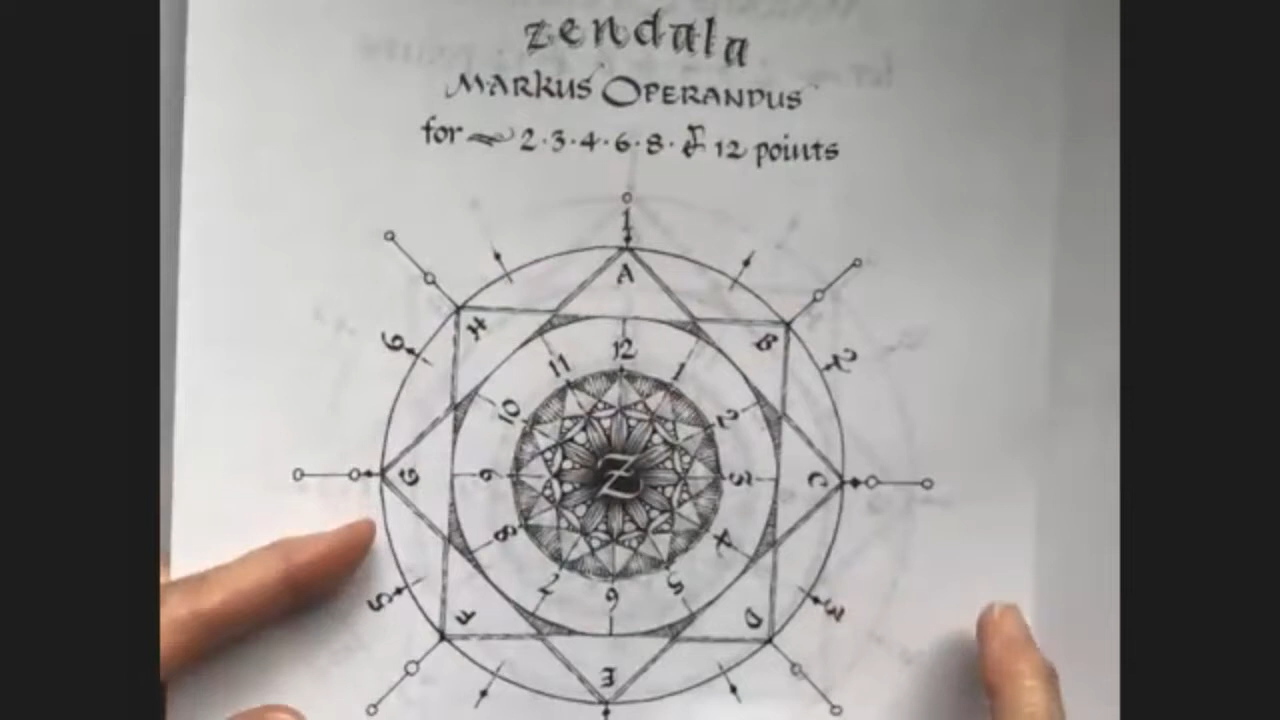 zendala
MARKUS OPERANDUS
for 2·3·4·6·8· & 12 points
1
A
H
B
6
2
12
11
1
10
2
G
9
Z
3
C
8
4
7
5
6
F
D
5
3
E